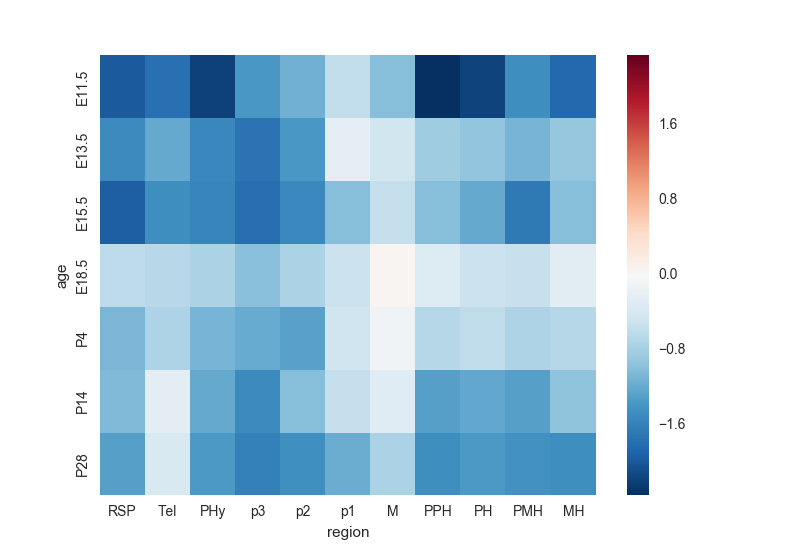 age
E11.5
E13.5
E15.5
E18.5
P4
P14
P28
RSP Tel PHy p3 p2 p1 M PPH PH PMH MH
region
1.6
0.8
0.0
−0.8
−1.6